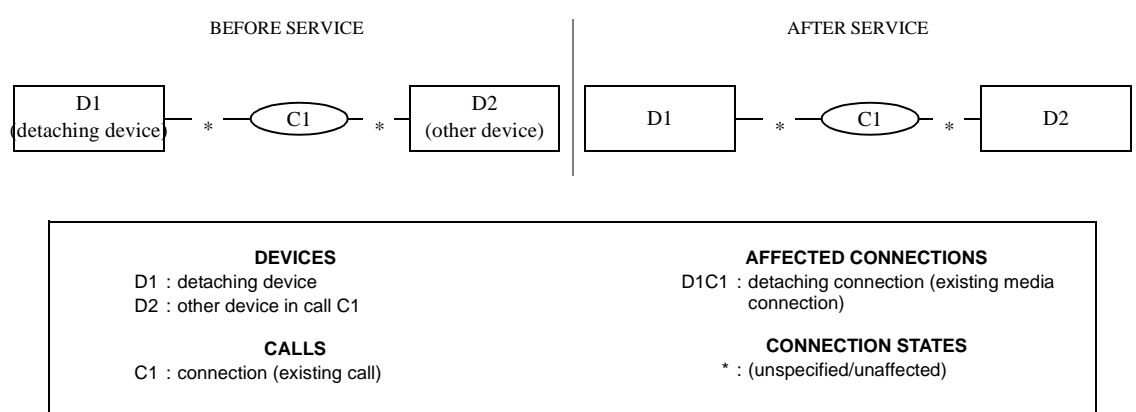 BEFORE SERVICE
AFTER SERVICE
D1
(detaching device)
*
C1
*
D2
(other device)
D1
*
C1
*
D2
DEVICES
D1 : detaching device
D2 : other device in call C1
CALLS
C1 : connection (existing call)
AFFECTED CONNECTIONS
D1C1 : detaching connection (existing media
connection)
CONNECTION STATES
* : (unspecified/unaffected)